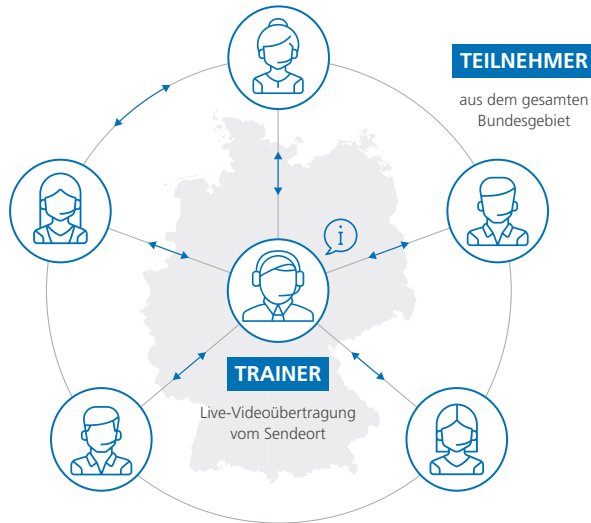 TEILNEHMER
aus dem gesamten
Bundesgebiet
i
TRAINER
Live-Videoübertragung
vom Sendeort